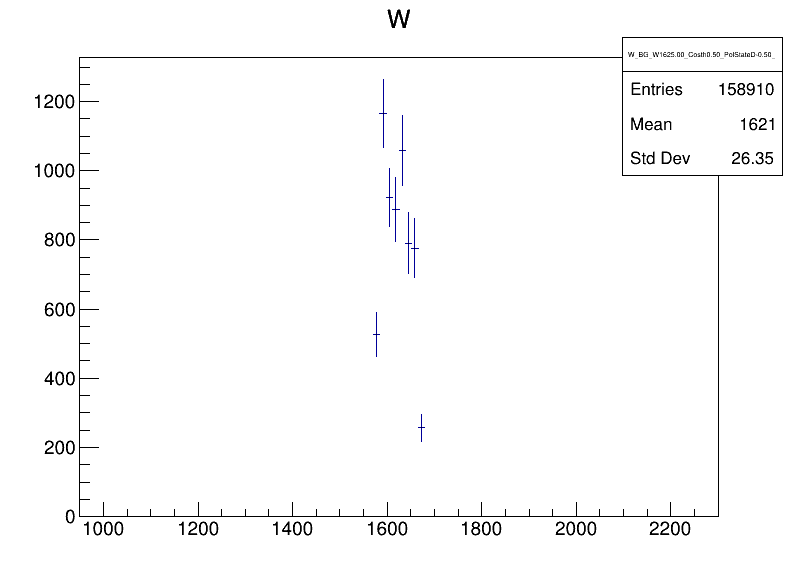 W
W_BG_W1625.00_Costh0.50_PolStateD-0.50_
Entries 158910
Mean 1621
Std Dev 26.35
1200
1000
800
600
400
200
0
1000 1200 1400 1600 1800 2000 2200